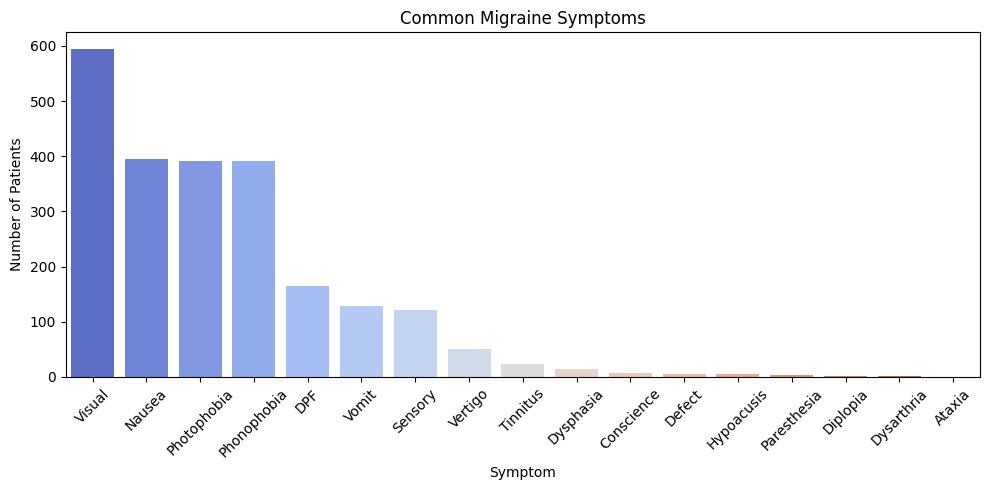 Common Migraine Symptoms
Number of Patients
600
500
400
300
200
100
0
Visual
Nausea
Photophobia
Phonophobia
DPF
Vomit
Sensory
Vertigo
Tinnitus
Dysphasia
Conscience
Defect
Hypoacusis
Paresthesia
Diplopia
Dysarthria
Ataxia
Symptom